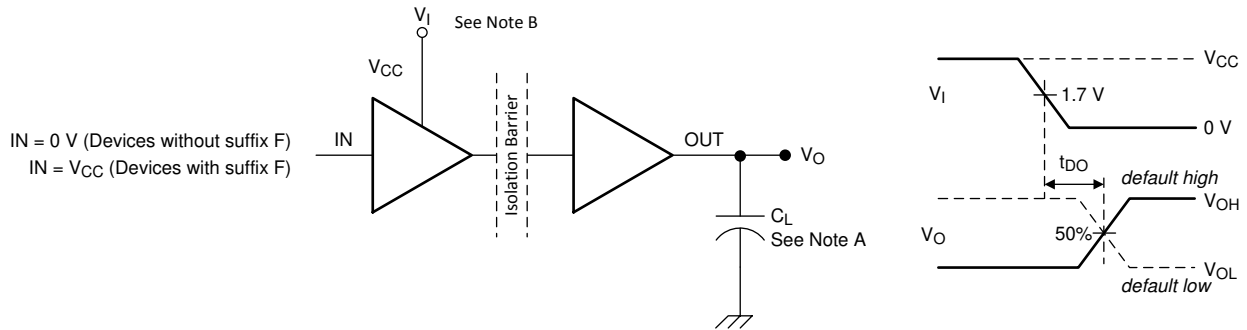 V_I
See Note B
V_CC
IN = 0 V (Devices without suffix F)
IN = V_CC (Devices with suffix F)
IN
Isolation Barrier
OUT
V_O
C_L
See Note A
V_I
V_CC
1.7 V
0 V
t_DO
default high
V_OH
V_O
50%
V_OL
default low